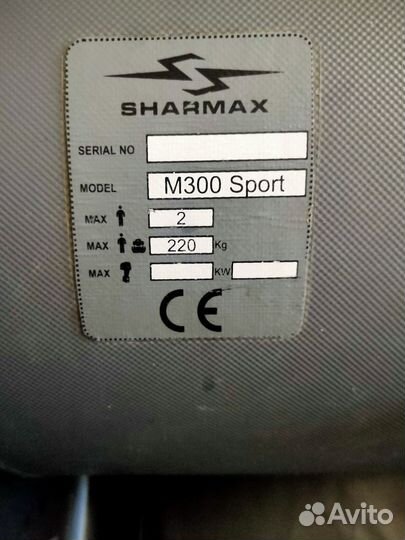 SHARMAX
SERIAL NO
MODEL M300 Sport
MAX 2
MAX 220 Kg
MAX KW
CE
Avito